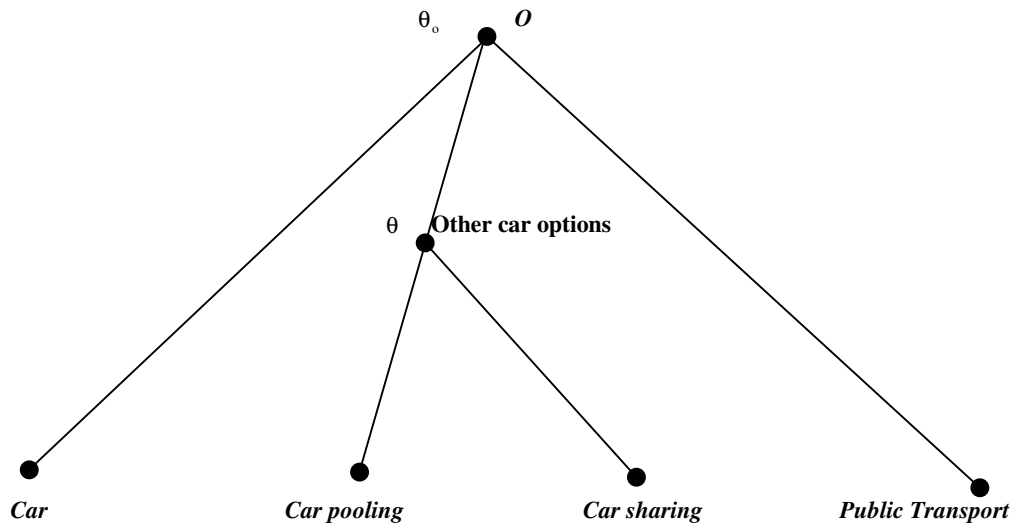 θo O
θ Other car options
Car Car pooling Car sharing Public Transport